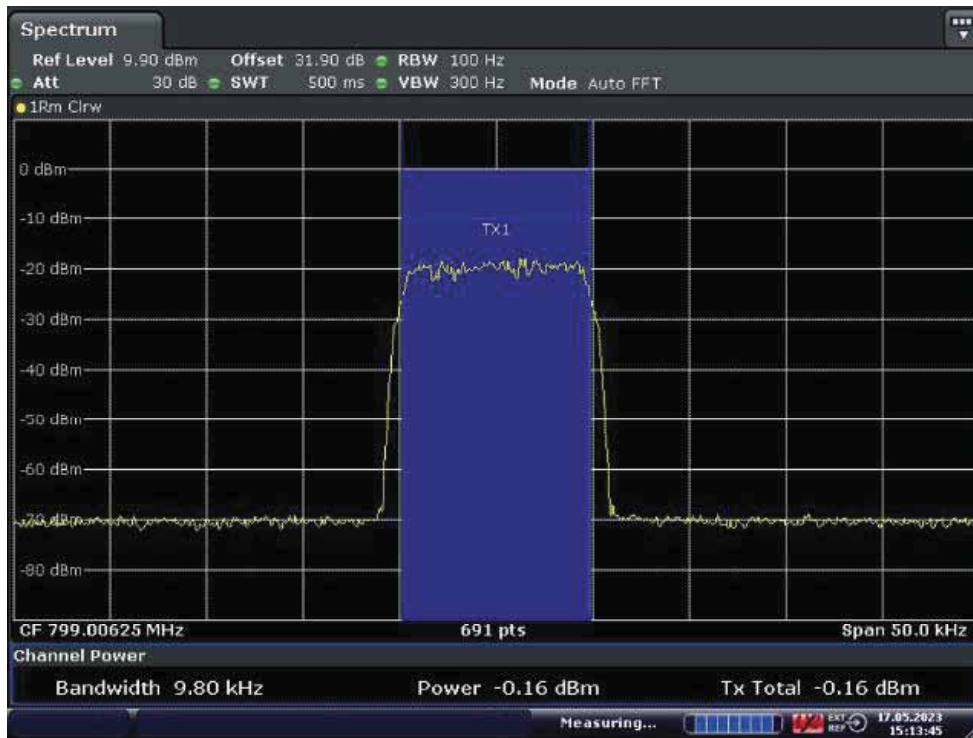 Spectrum
Ref Level 9.90 dBm Offset 31.90 dB RBW 100 Hz
Att 30 dB SWT 500 ms VBW 300 Hz Mode Auto FFT
1Rm Clrw
0 dBm
-10 dBm
TX1
-20 dBm
-30 dBm
-40 dBm
-50 dBm
-60 dBm
-70 dBm
-80 dBm
CF 799.00625 MHz 691 pts Span 50.0 kHz
Channel Power
Bandwidth 9.80 kHz Power -0.16 dBm Tx Total -0.16 dBm
Measuring... EXT REF 17.05.2023
15:13:45